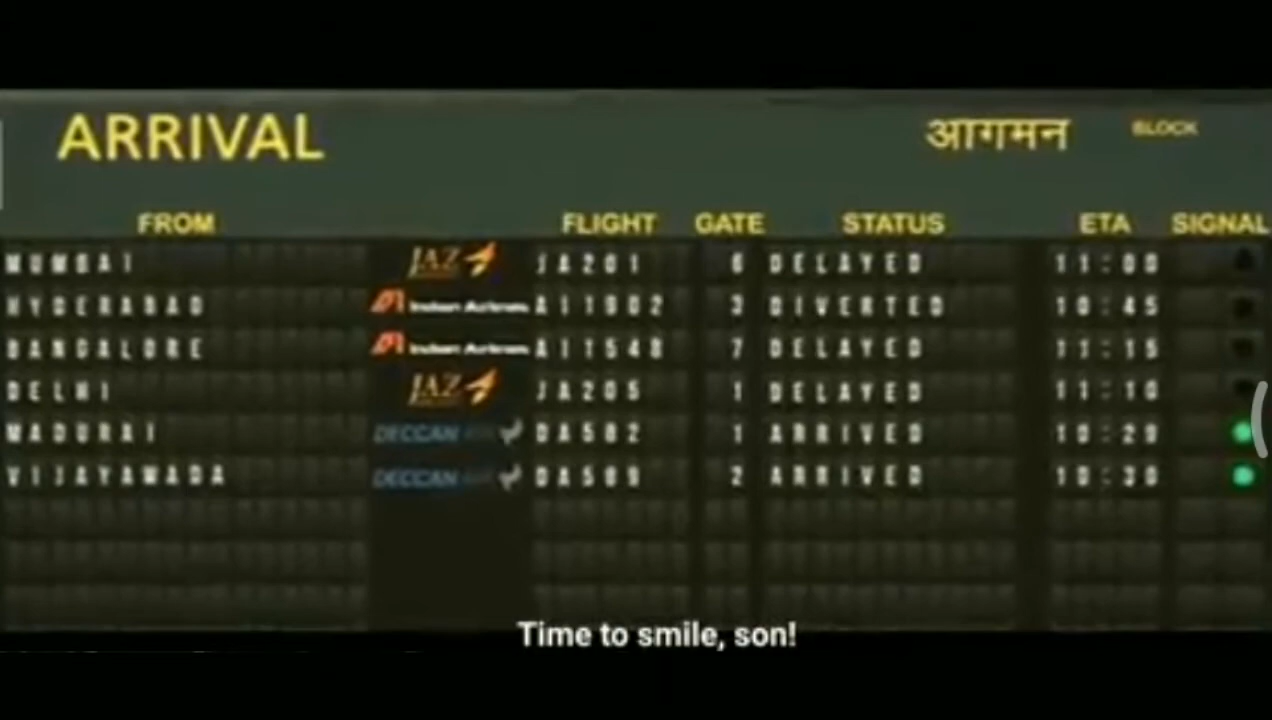 ARRIVAL आगमन BLOCK
FROM FLIGHT GATE STATUS ETA SIGNAL
MUMBAI JAZ JA201 6 DELAYED 11:00
HYDERABAD Indian Airlines AI1902 3 DIVERTED 10:45
BANGALORE Indian Airlines AI1548 7 DELAYED 11:15
DELHI JAZ JA205 1 DELAYED 11:10
MADURAI DECCAN DA502 1 ARRIVED 10:20
VIJAYAWADA DECCAN DA509 2 ARRIVED 10:30
Time to smile, son!